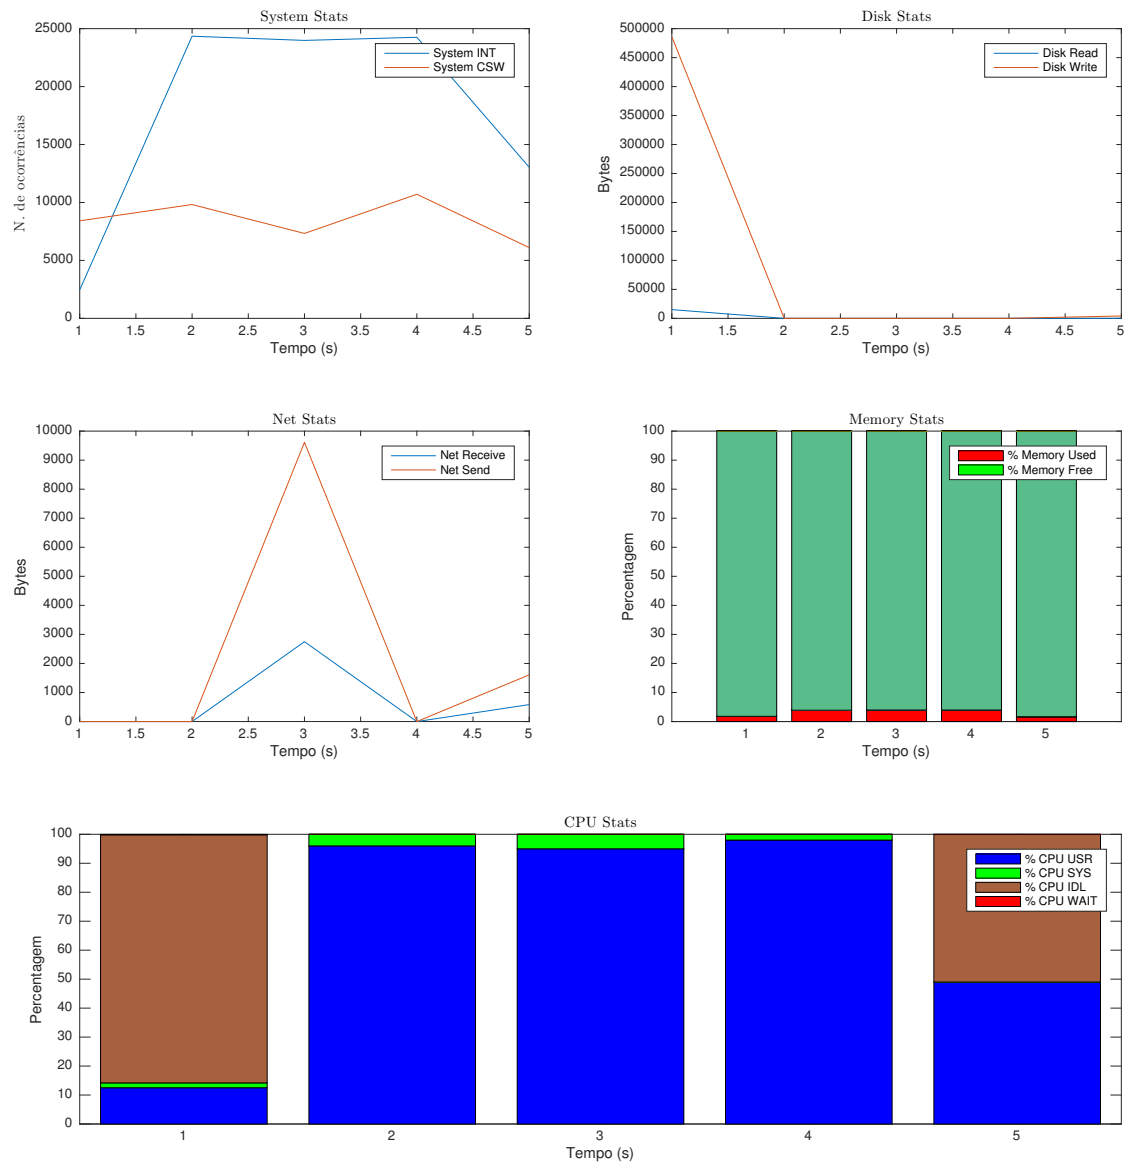 System Stats
25000
20000
15000
10000
5000
0
N. de ocorrências
System INT
System CSW
1 1.5 2 2.5 3 3.5 4 4.5 5
Tempo (s)
Disk Stats
500000
450000
400000
350000
300000
250000
200000
150000
100000
50000
0
Bytes
Disk Read
Disk Write
1 1.5 2 2.5 3 3.5 4 4.5 5
Tempo (s)
Net Stats
10000
9000
8000
7000
6000
5000
4000
3000
2000
1000
0
Bytes
Net Receive
Net Send
1 1.5 2 2.5 3 3.5 4 4.5 5
Tempo (s)
Memory Stats
100
90
80
70
60
50
40
30
20
10
0
Percentagem
% Memory Used
% Memory Free
1 2 3 4 5
Tempo (s)
CPU Stats
100
90
80
70
60
50
40
30
20
10
0
Percentagem
% CPU USR
% CPU SYS
% CPU IDL
% CPU WAIT
1 2 3 4 5
Tempo (s)